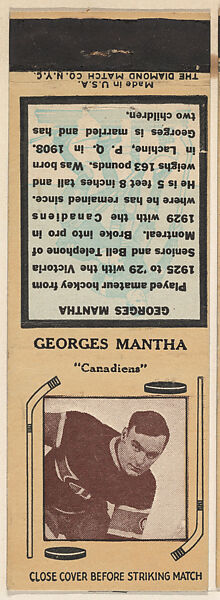 GEORGES MANTHA
Played amateur hockey from
1925 to '29 with the Victoria
Seniors and Bell Telephone of
Montreal. Broke into pro in
1929 with the Canadiens
where he has remained since.
He is 5 feet 8 inches tall and
weighs 163 pounds. Was born
in Lachine, P. Q. in 1908.
Georges is married and has
two children.
Made in U.S.A.
THE DIAMOND MATCH CO. N.Y.C.
GEORGES MANTHA
"Canadiens"
CLOSE COVER BEFORE STRIKING MATCH